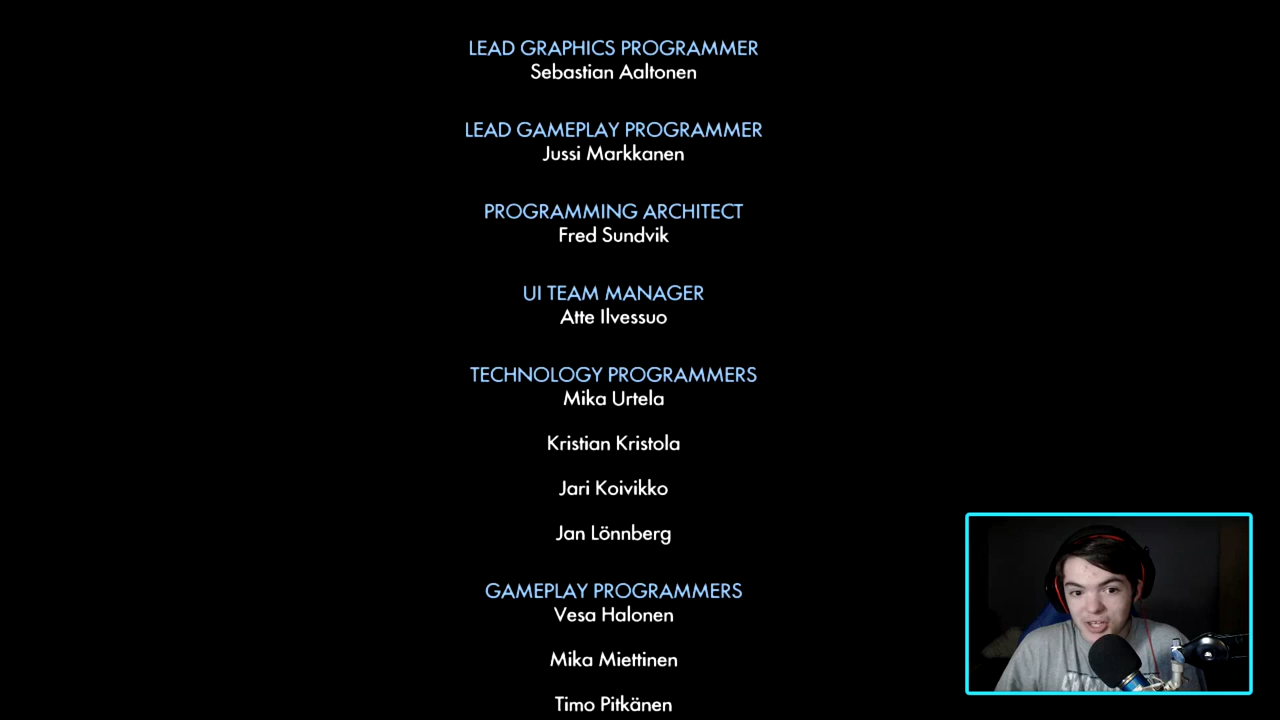 LEAD GRAPHICS PROGRAMMER
Sebastian Aaltonen
LEAD GAMEPLAY PROGRAMMER
Jussi Markkanen
PROGRAMMING ARCHITECT
Fred Sundvik
UI TEAM MANAGER
Atte Ilvessuo
TECHNOLOGY PROGRAMMERS
Mika Urtela
Kristian Kristola
Jari Koivikko
Jan Lönnberg
GAMEPLAY PROGRAMMERS
Vesa Halonen
Mika Miettinen
Timo Pitkänen